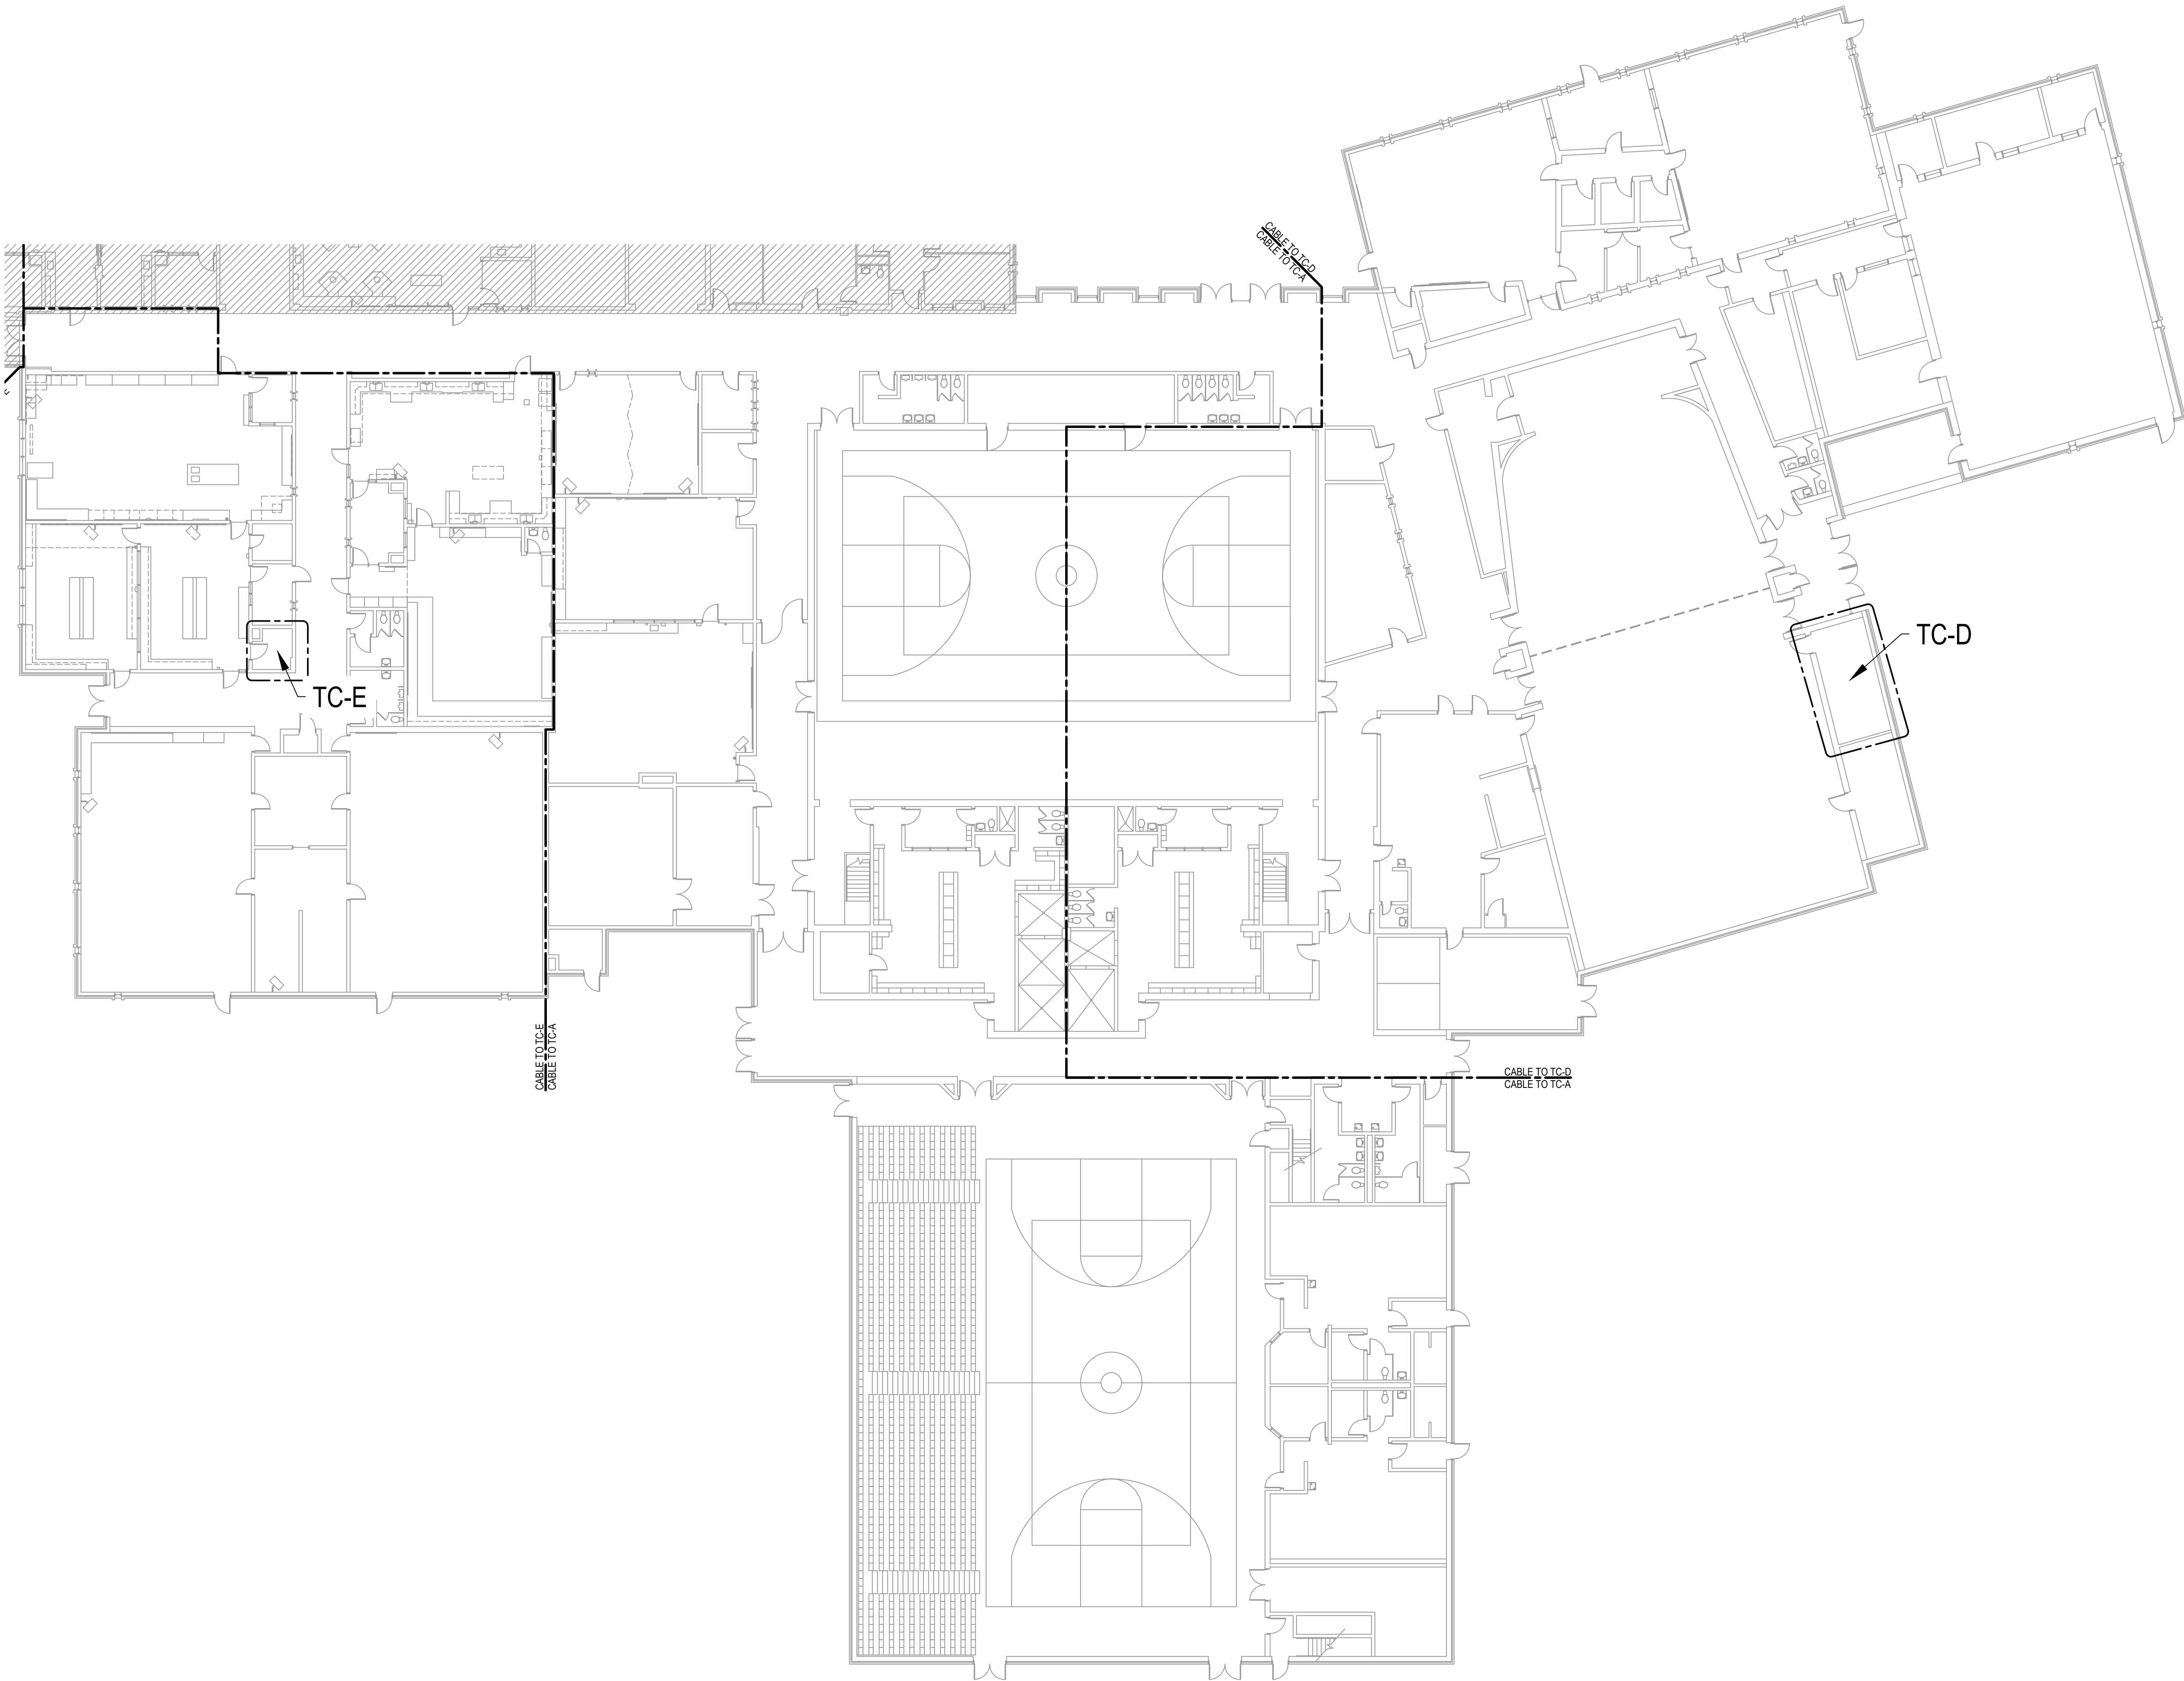 CABLE TO TC-D
CABLE TO TC-A
E
TC-D
TC-E
CABLE TO TC-E
CABLE TO TC-A
CABLE TO TC-D
CABLE TO TC-A